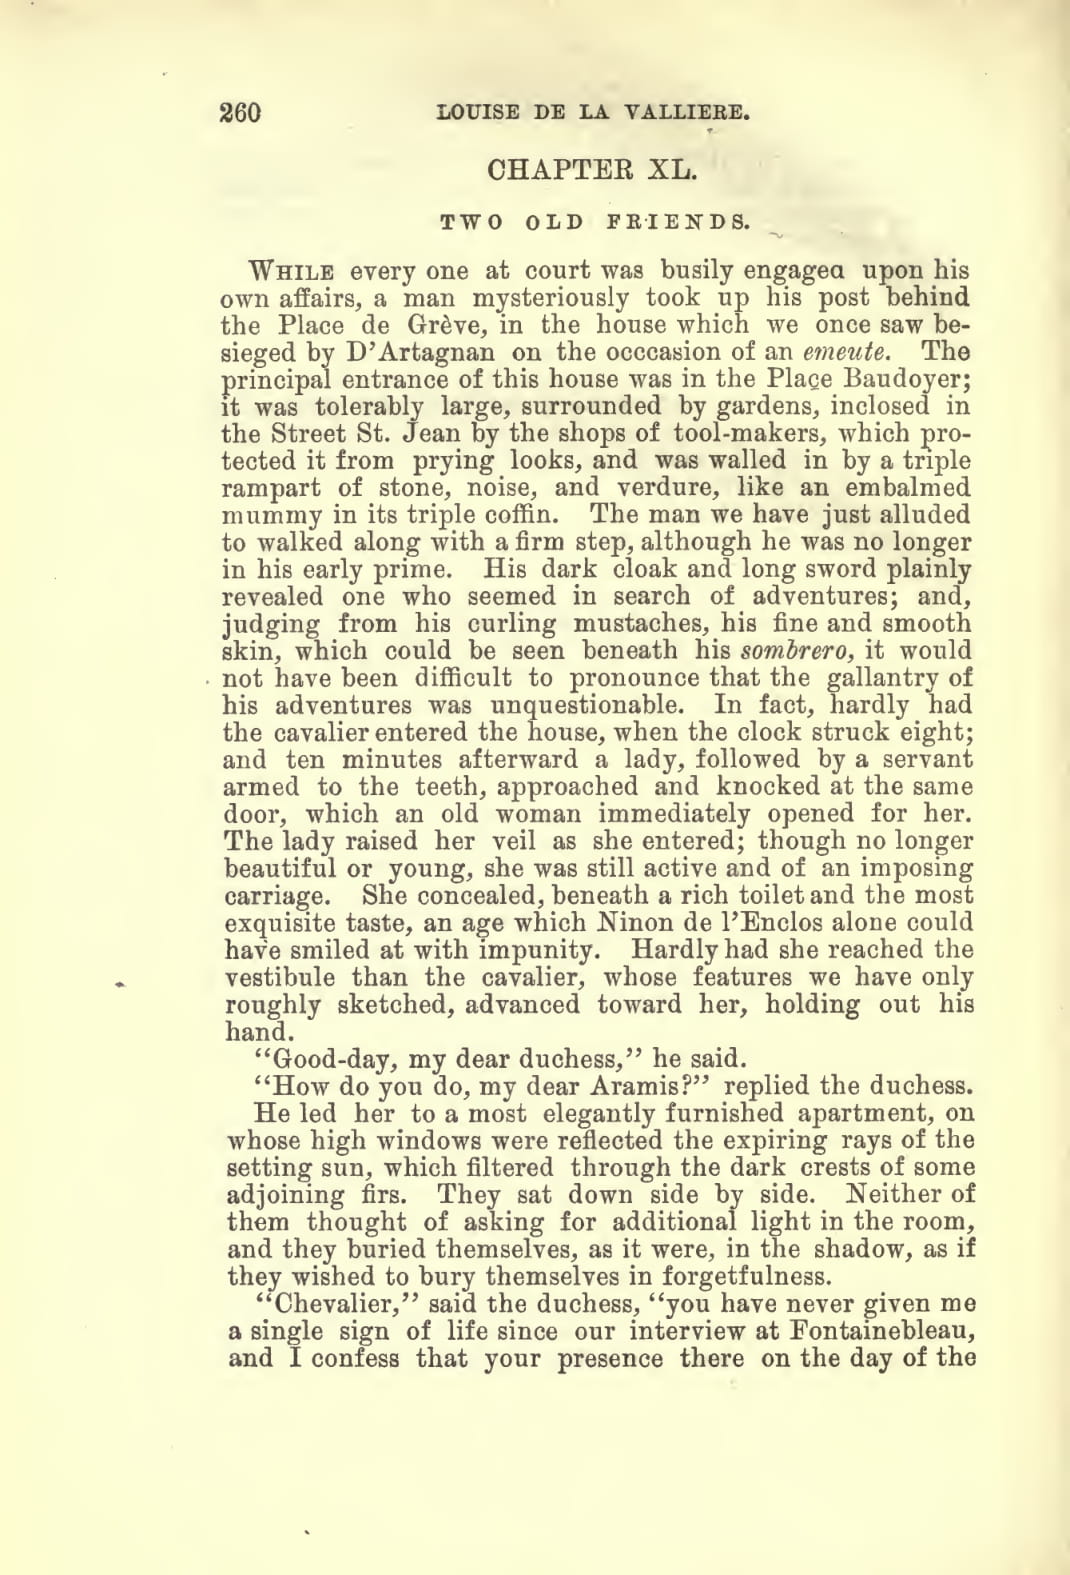 260 LOUISE DE LA VALLIERE.
CHAPTER XL.
TWO OLD FRIENDS.
WHILE every one at court was busily engaged upon his
own affairs, a man mysteriously took up his post behind
the Place de Grève, in the house which we once saw be-
sieged by D'Artagnan on the occcasion of an emeute. The
principal entrance of this house was in the Place Baudoyer;
it was tolerably large, surrounded by gardens, inclosed in
the Street St. Jean by the shops of tool-makers, which pro-
tected it from prying looks, and was walled in by a triple
rampart of stone, noise, and verdure, like an embalmed
mummy in its triple coffin. The man we have just alluded
to walked along with a firm step, although he was no longer
in his early prime. His dark cloak and long sword plainly
revealed one who seemed in search of adventures; and,
judging from his curling mustaches, his fine and smooth
skin, which could be seen beneath his sombrero, it would
not have been difficult to pronounce that the gallantry of
his adventures was unquestionable. In fact, hardly had
the cavalier entered the house, when the clock struck eight;
and ten minutes afterward a lady, followed by a servant
armed to the teeth, approached and knocked at the same
door, which an old woman immediately opened for her.
The lady raised her veil as she entered; though no longer
beautiful or young, she was still active and of an imposing
carriage. She concealed, beneath a rich toilet and the most
exquisite taste, an age which Ninon de l'Enclos alone could
have smiled at with impunity. Hardly had she reached the
vestibule than the cavalier, whose features we have only
roughly sketched, advanced toward her, holding out his
hand.
"Good-day, my dear duchess," he said.
"How do you do, my dear Aramis?" replied the duchess.
He led her to a most elegantly furnished apartment, on
whose high windows were reflected the expiring rays of the
setting sun, which filtered through the dark crests of some
adjoining firs. They sat down side by side. Neither of
them thought of asking for additional light in the room,
and they buried themselves, as it were, in the shadow, as if
they wished to bury themselves in forgetfulness.
"Chevalier," said the duchess, "you have never given me
a single sign of life since our interview at Fontainebleau,
and I confess that your presence there on the day of the